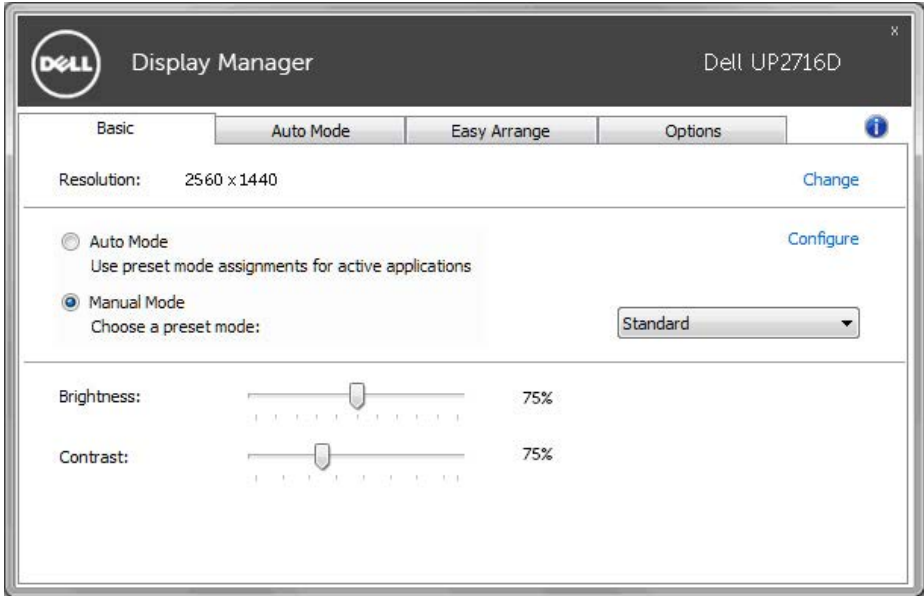 DELL Display Manager Dell UP2716D x
Basic Auto Mode Easy Arrange Options i
Resolution: 2560 x 1440 Change
Auto Mode Configure
Use preset mode assignments for active applications
Manual Mode
Choose a preset mode: Standard
Brightness: 75%
Contrast: 75%